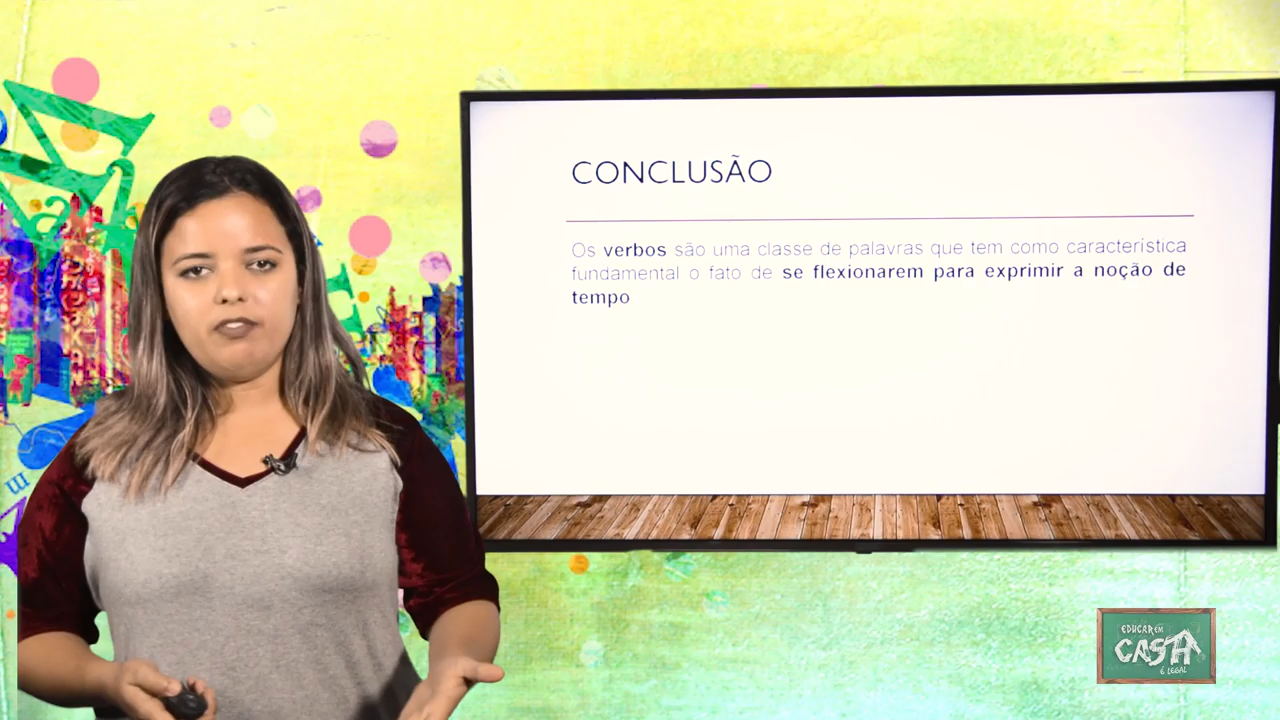 CONCLUSÃO
Os verbos são uma classe de palavras que tem como característica
fundamental o fato de se flexionarem para exprimir a noção de
tempo
EDUCAR EM
CASA
É LEGAL